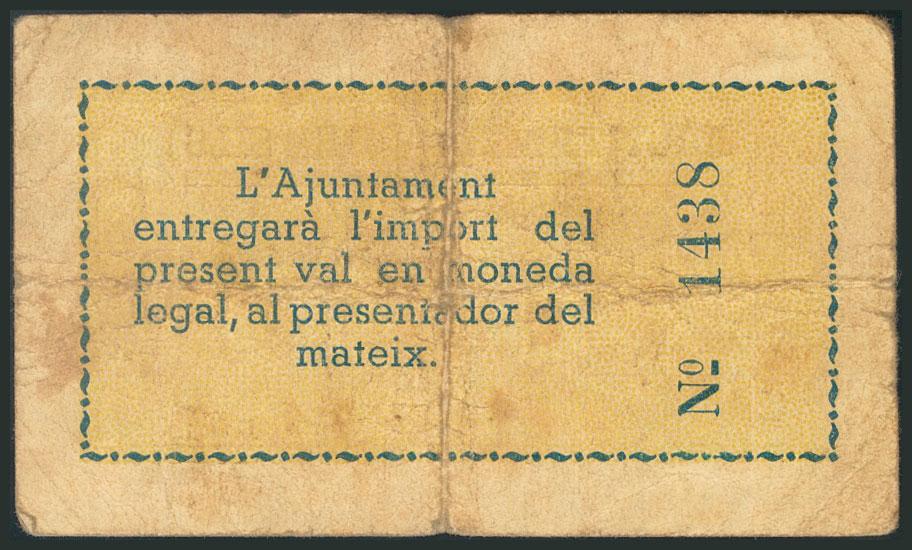 L'Ajuntament
entregarà l'import del
present val en moneda
legal, al presentador del
mateix.
Nº 1438